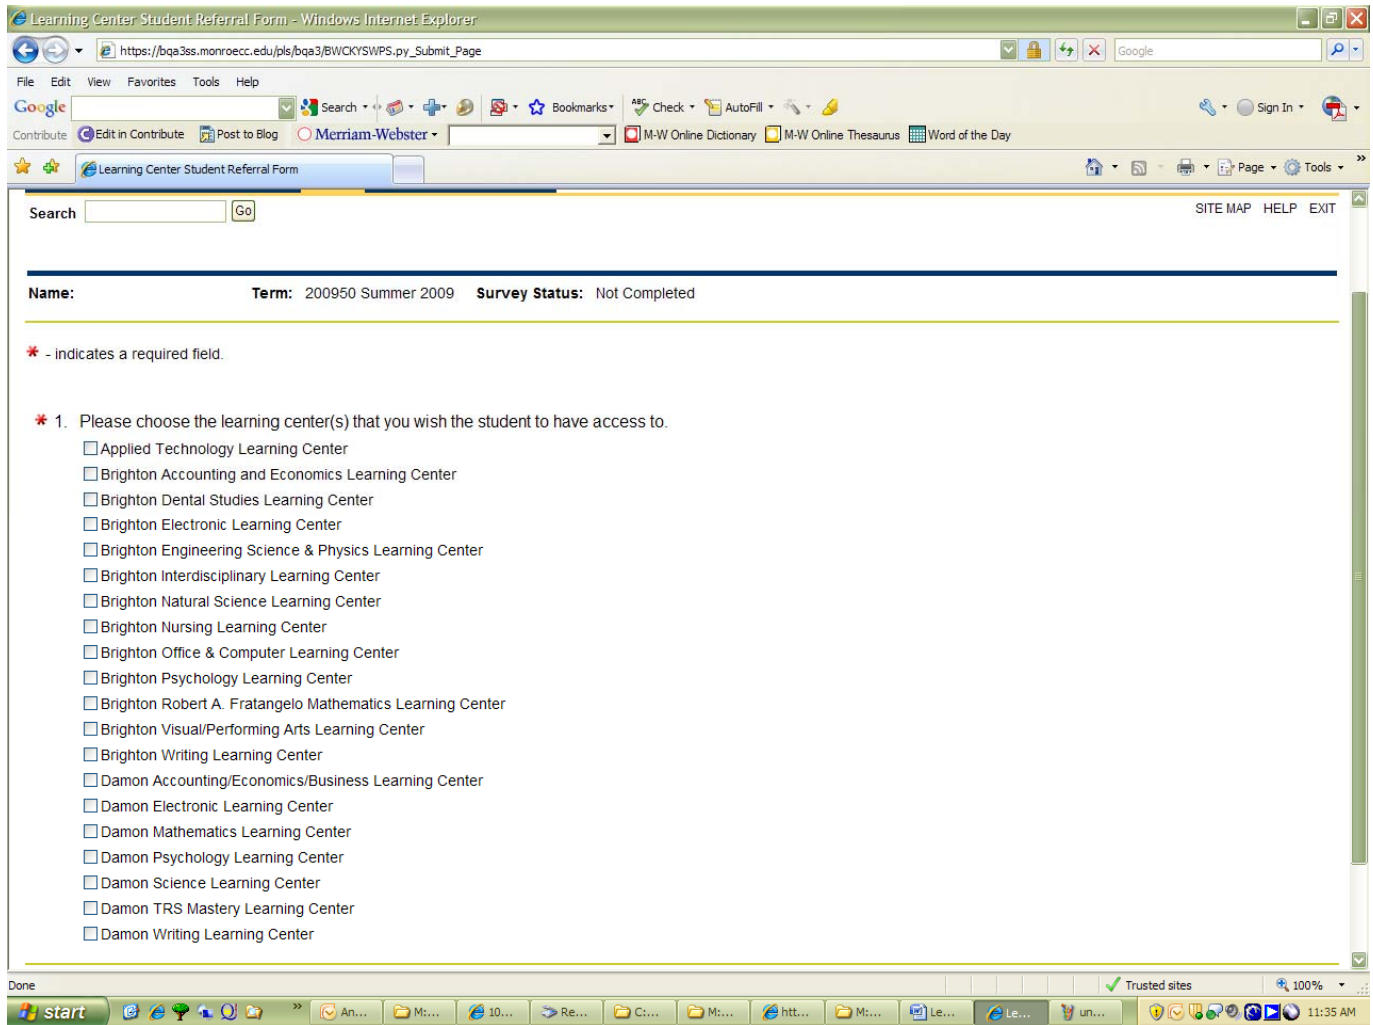 Learning Center Student Referral Form - Windows Internet Explorer
https://bqa3ss.monroecc.edu/pls/bqa3/BWCKYSWPS.py_Submit_Page
Google
File Edit View Favorites Tools Help
Google Search Bookmarks ABC Check AutoFill Sign In
Contribute Edit in Contribute Post to Blog Merriam-Webster M-W Online Dictionary M-W Online Thesaurus Word of the Day
Learning Center Student Referral Form Page Tools »
Search Go SITE MAP HELP EXIT
Name: Term: 200950 Summer 2009 Survey Status: Not Completed
* - indicates a required field.
* 1. Please choose the learning center(s) that you wish the student to have access to.
Applied Technology Learning Center
Brighton Accounting and Economics Learning Center
Brighton Dental Studies Learning Center
Brighton Electronic Learning Center
Brighton Engineering Science & Physics Learning Center
Brighton Interdisciplinary Learning Center
Brighton Natural Science Learning Center
Brighton Nursing Learning Center
Brighton Office & Computer Learning Center
Brighton Psychology Learning Center
Brighton Robert A. Fratangelo Mathematics Learning Center
Brighton Visual/Performing Arts Learning Center
Brighton Writing Learning Center
Damon Accounting/Economics/Business Learning Center
Damon Electronic Learning Center
Damon Mathematics Learning Center
Damon Psychology Learning Center
Damon Science Learning Center
Damon TRS Mastery Learning Center
Damon Writing Learning Center
Done Trusted sites 100%
start » An... M:... 10... Re... C:... M:... htt... M:... Le... Le... un... 11:35 AM